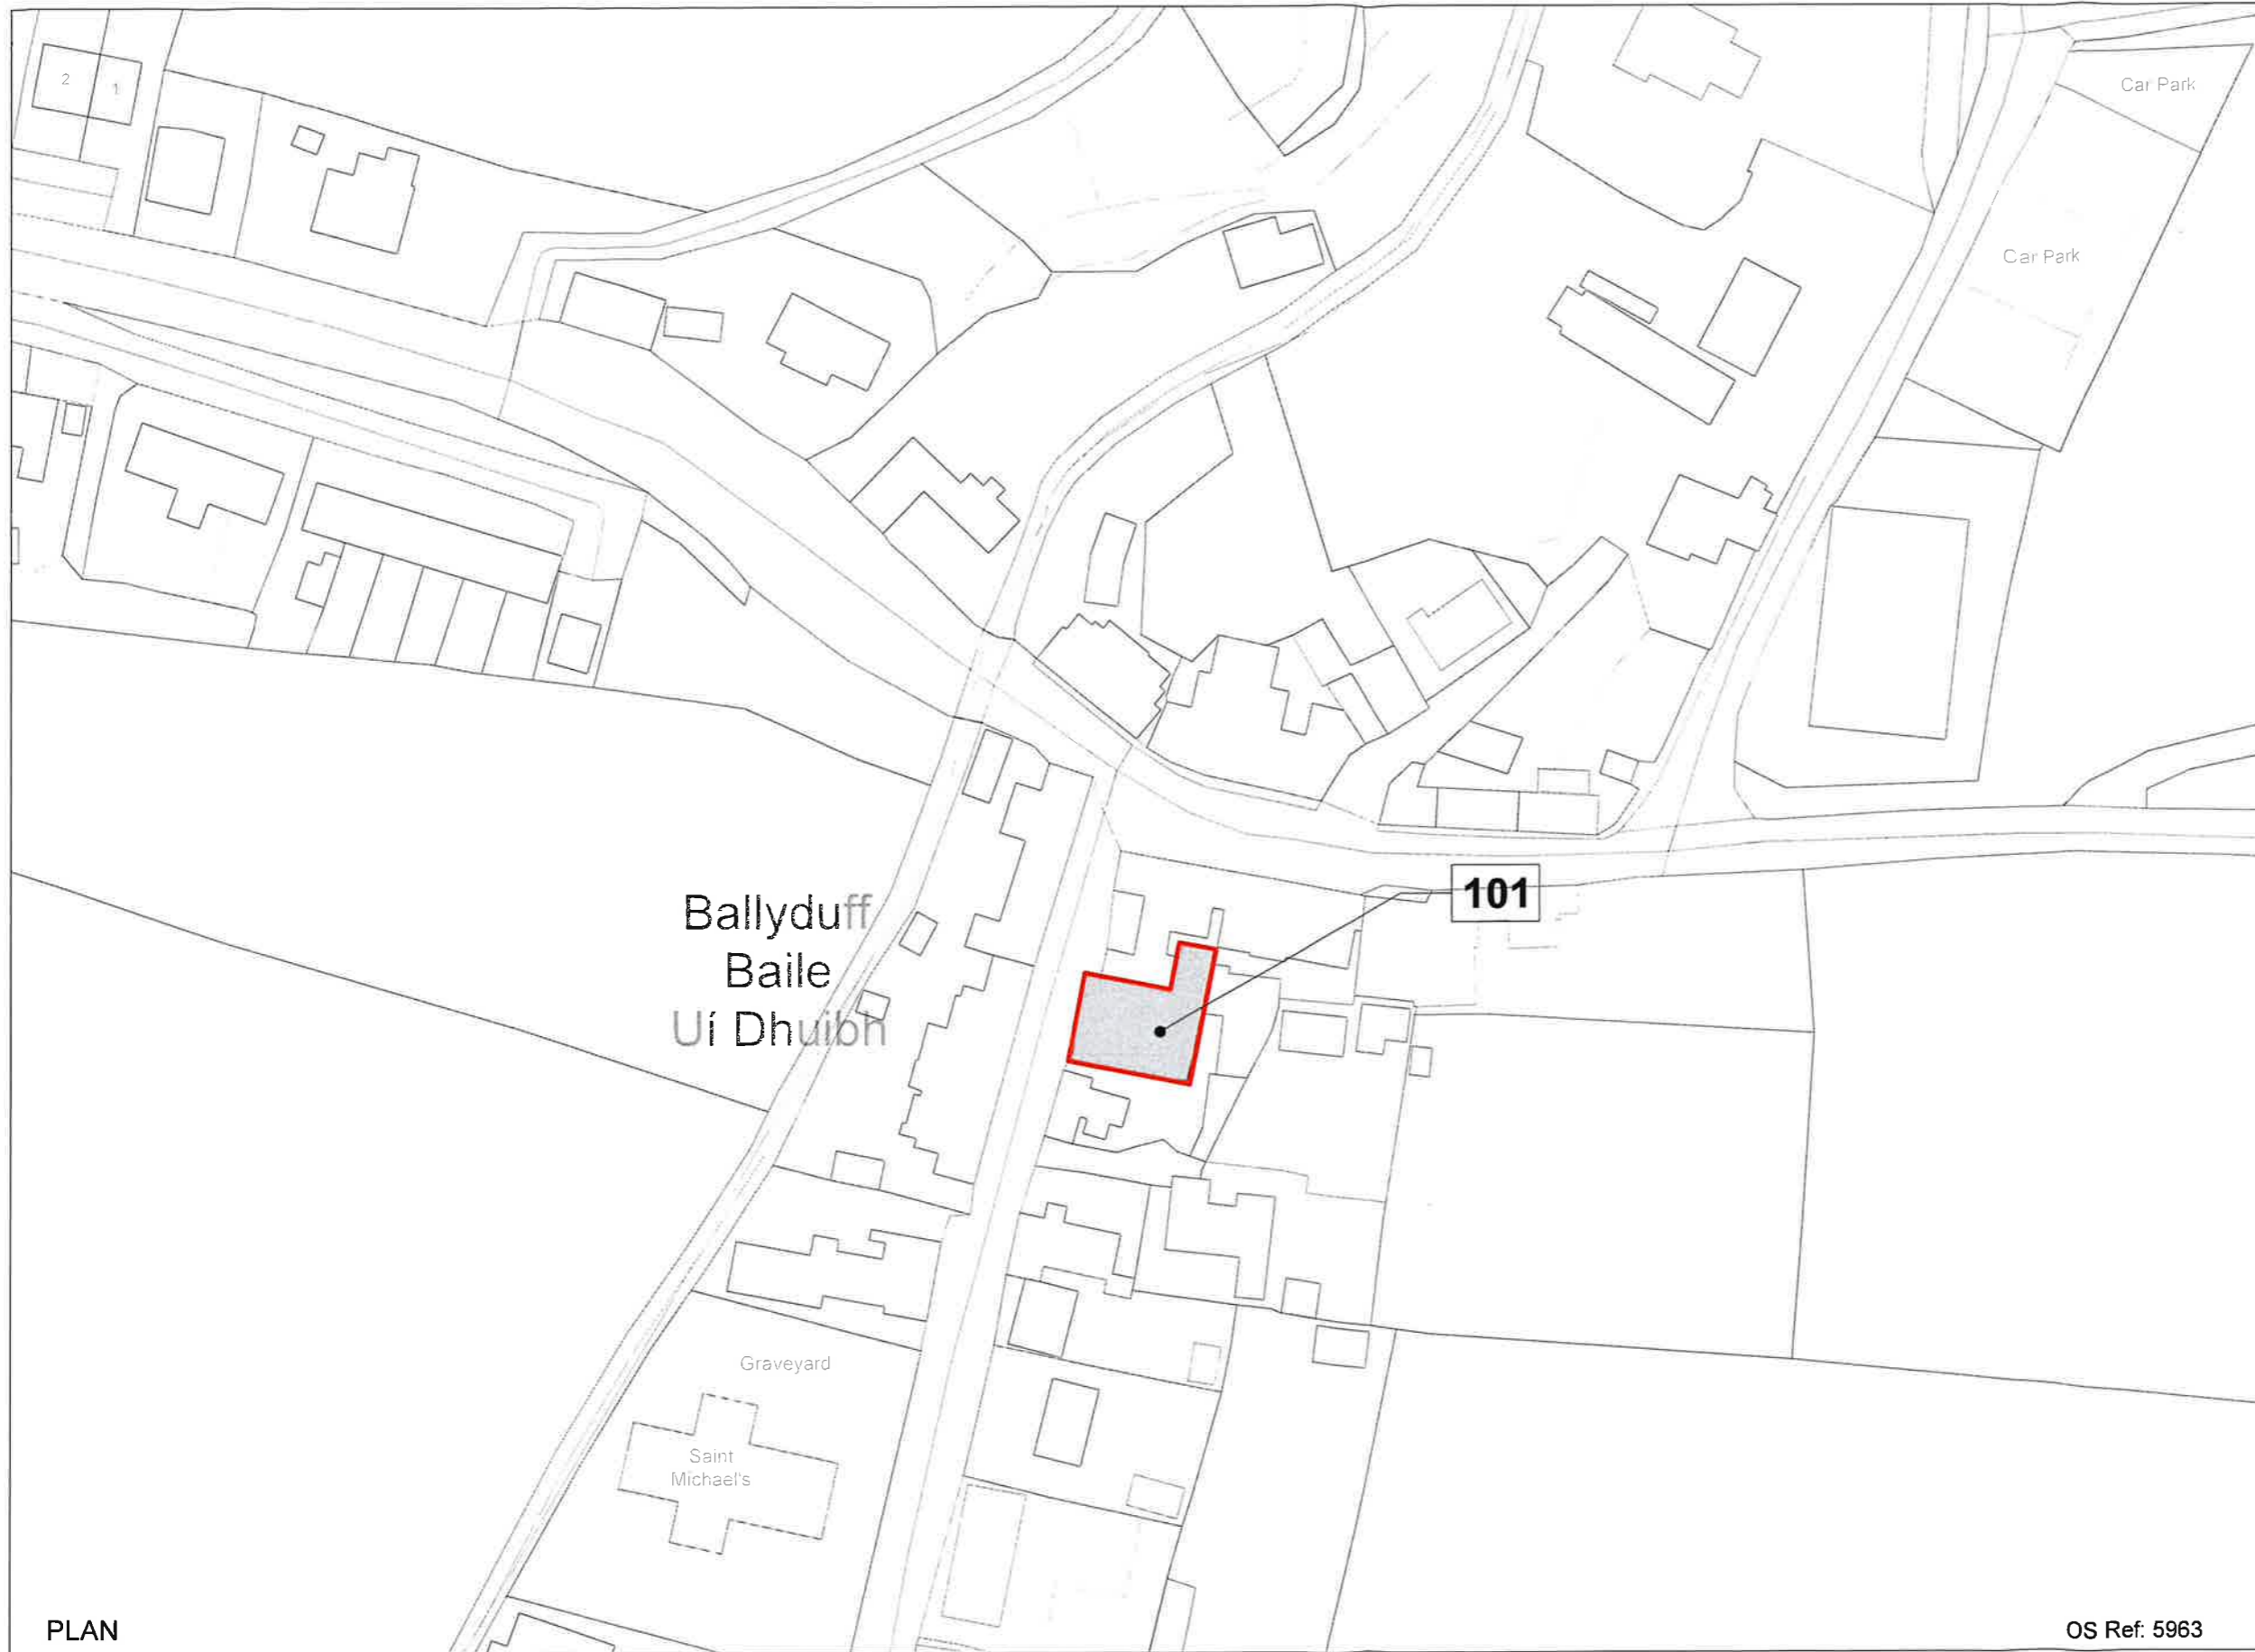 2
1
Car Park
Car Park
101
Ballyduff
Baile
Uí Dhuibh
Graveyard
Saint
Michael's
PLAN
OS Ref: 5963